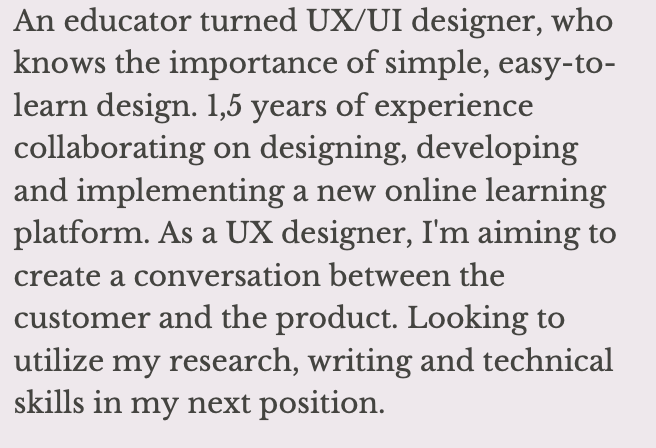 An educator turned UX/UI designer, who
knows the importance of simple, easy-to-
learn design. 1,5 years of experience
collaborating on designing, developing
and implementing a new online learning
platform. As a UX designer, I'm aiming to
create a conversation between the
customer and the product. Looking to
utilize my research, writing and technical
skills in my next position.